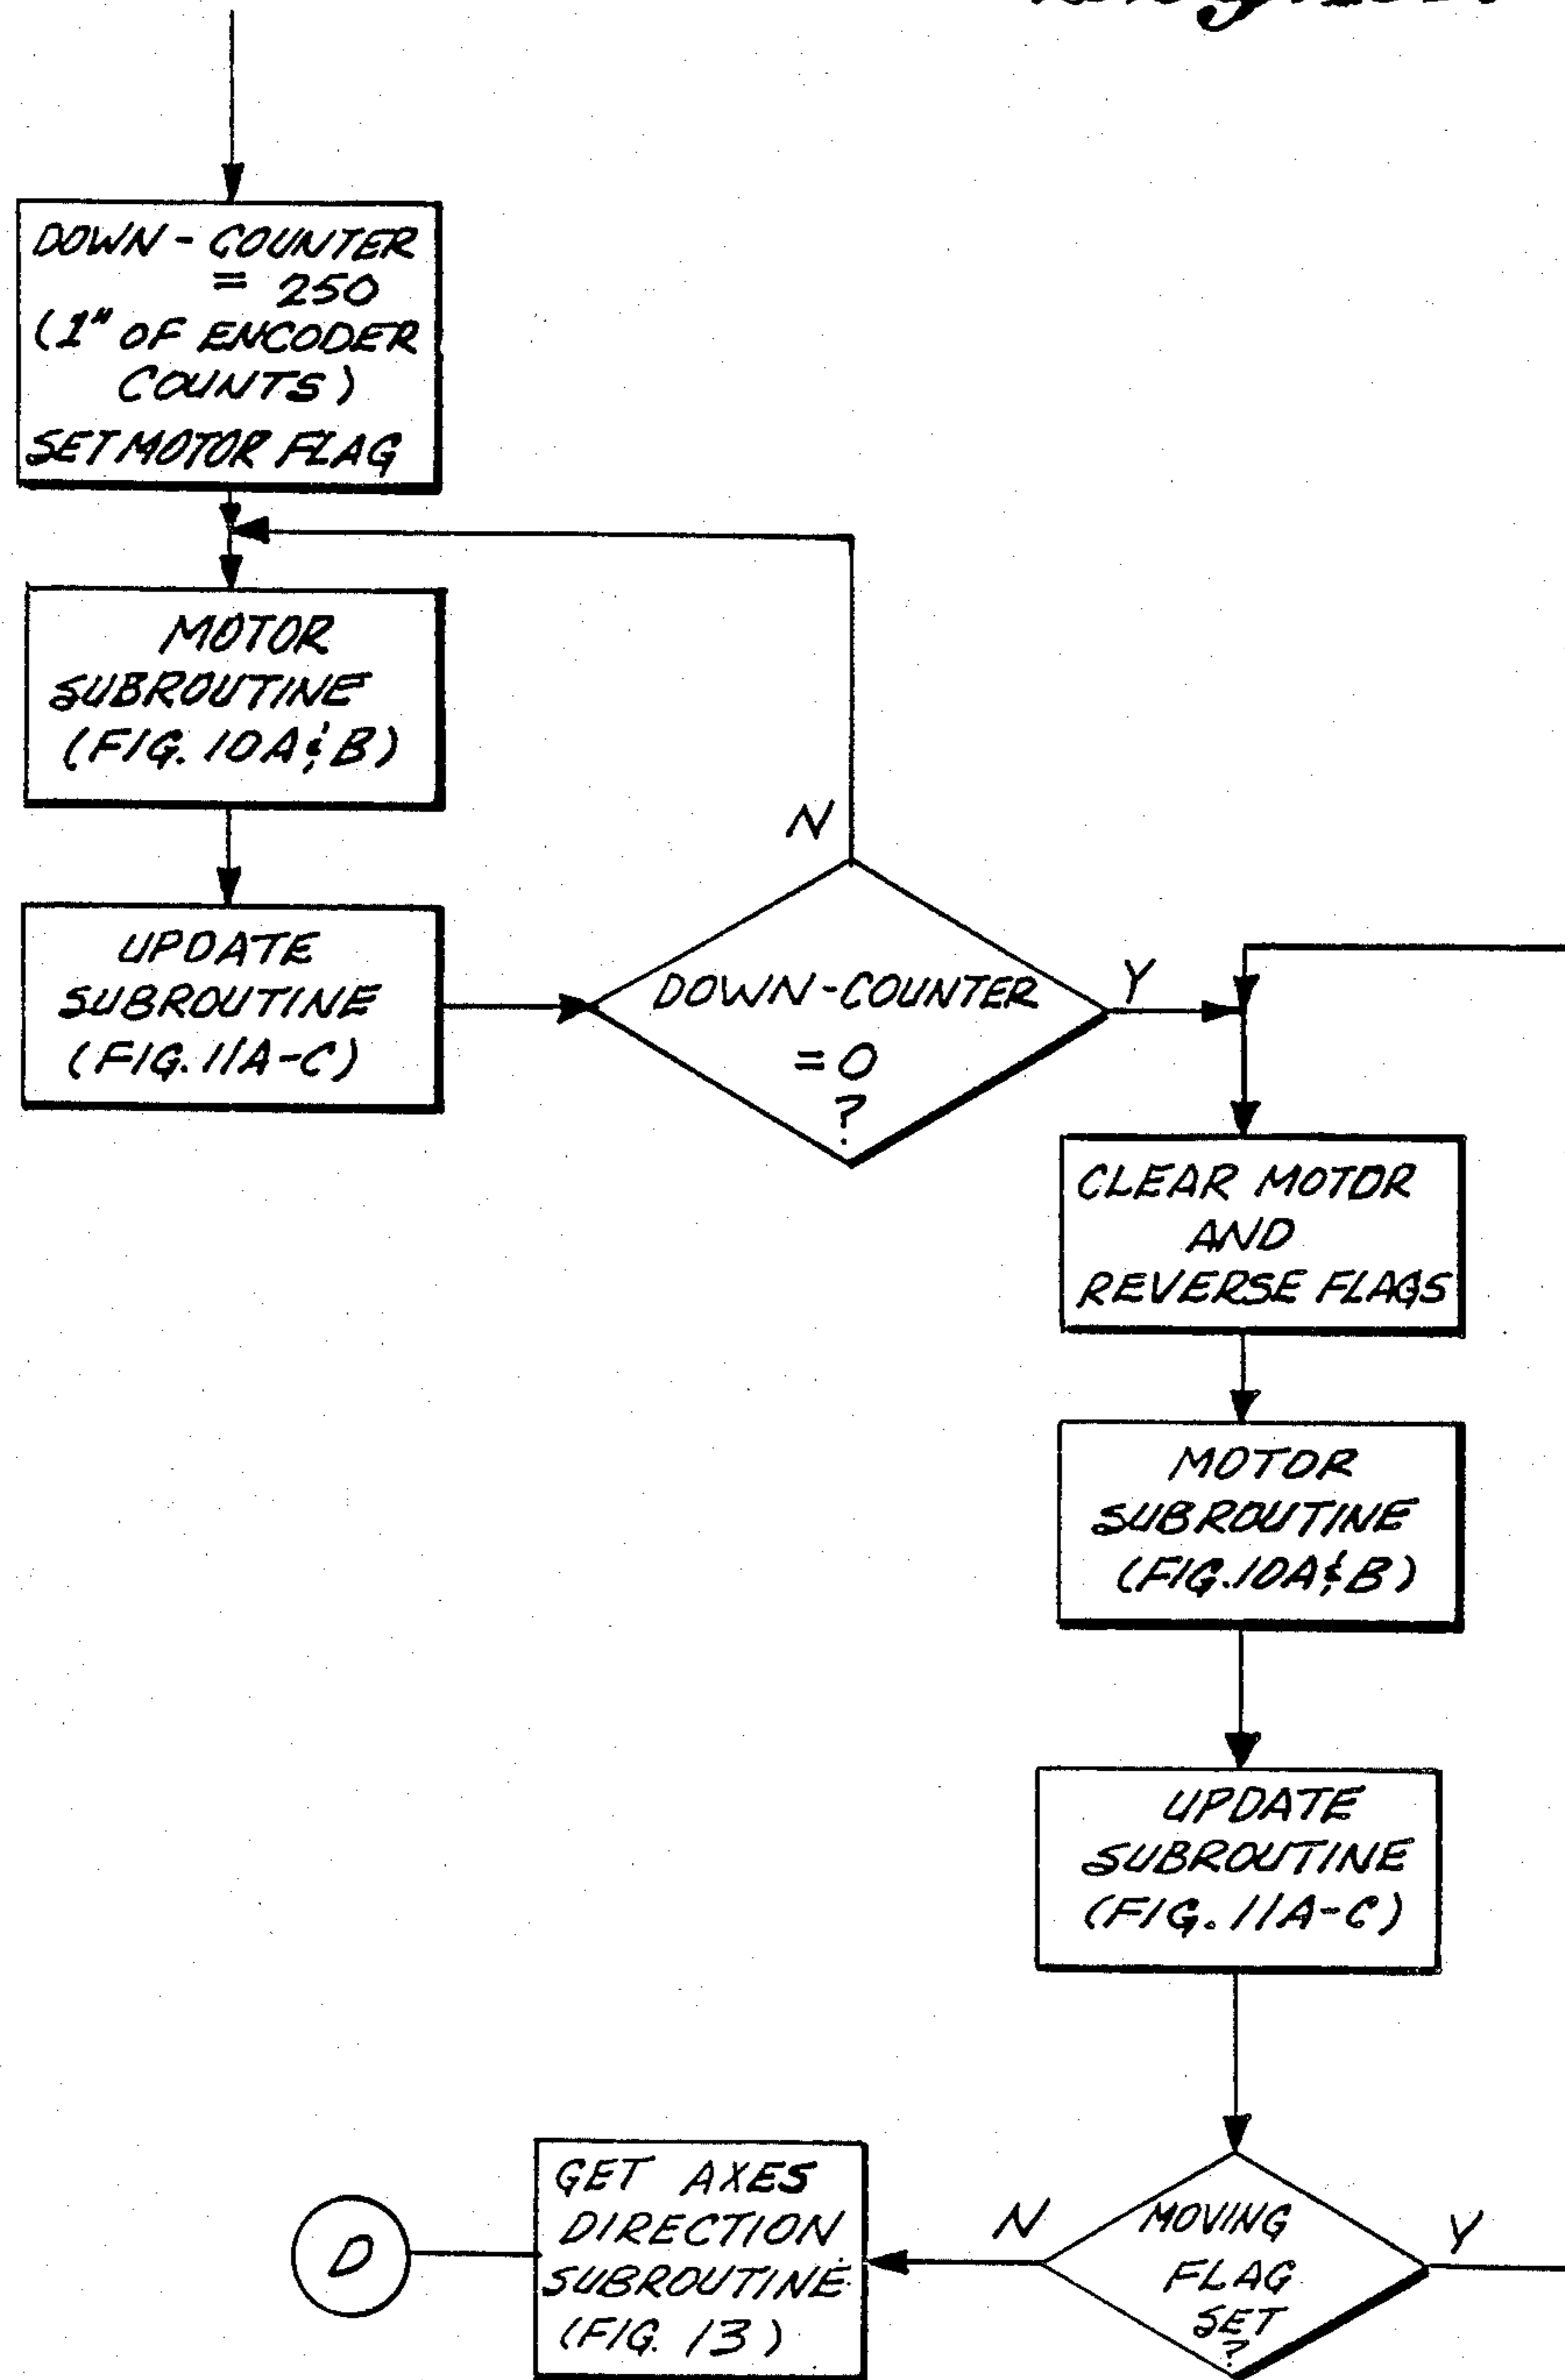 DOWN-COUNTER
= 250
(1" OF ENCODER
COUNTS)
SET MOTOR FLAG
MOTOR
SUBROUTINE
(FIG. 10A & B)
N
UPDATE
SUBROUTINE
(FIG. 11A-C)
DOWN-COUNTER
= 0
?
Y
CLEAR MOTOR
AND
REVERSE FLAGS
MOTOR
SUBROUTINE
(FIG. 10A & B)
UPDATE
SUBROUTINE
(FIG. 11A-C)
MOVING
FLAG
SET
?
Y
N
GET AXES
DIRECTION
SUBROUTINE
(FIG. 13)
D